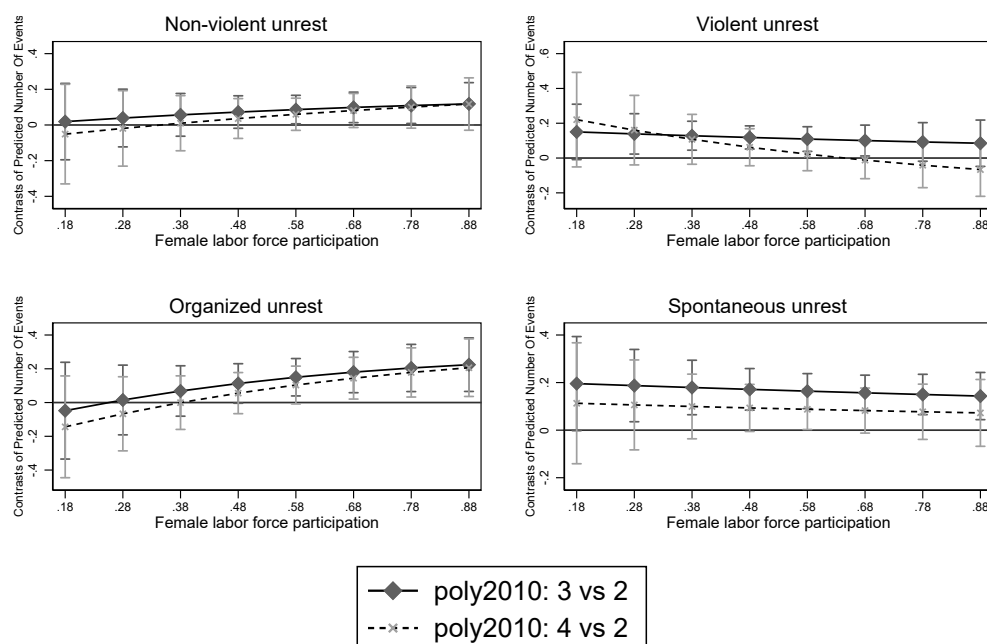 Non-violent unrest
Contrasts of Predicted Number Of Events
.4
.2
0
-.2
-.4
.18 .28 .38 .48 .58 .68 .78 .88
Female labor force participation
Violent unrest
Contrasts of Predicted Number Of Events
.6
.4
.2
0
-.2
.18 .28 .38 .48 .58 .68 .78 .88
Female labor force participation
Organized unrest
Contrasts of Predicted Number Of Events
.4
.2
0
-.2
-.4
.18 .28 .38 .48 .58 .68 .78 .88
Female labor force participation
Spontaneous unrest
Contrasts of Predicted Number Of Events
.4
.2
0
-.2
.18 .28 .38 .48 .58 .68 .78 .88
Female labor force participation
poly2010: 3 vs 2
poly2010: 4 vs 2